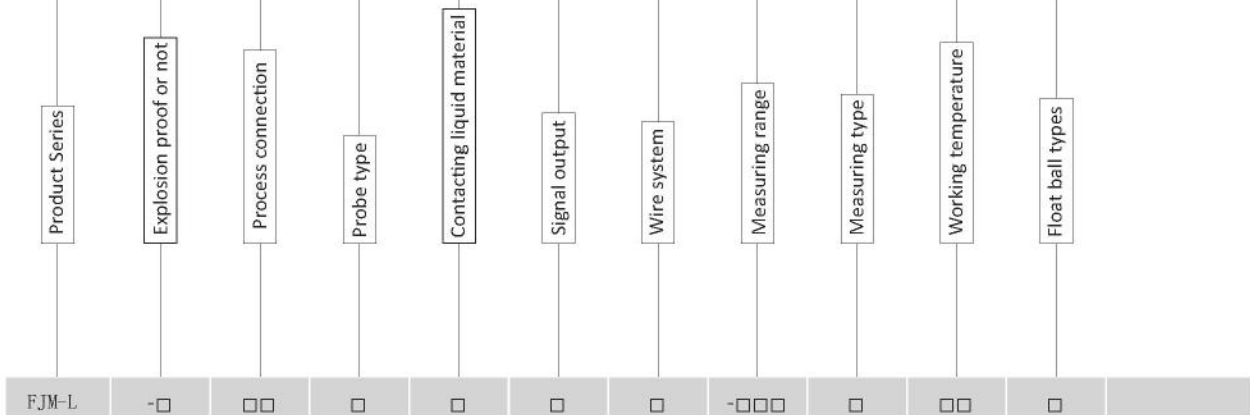 Product Series
Explosion proof or not
Process connection
Probe type
Contacting liquid material
Signal output
Wire system
Measuring range
Measuring type
Working temperature
Float ball types
FJM-L -□ □□ □ □ □ □ -□□□ □ □□ □